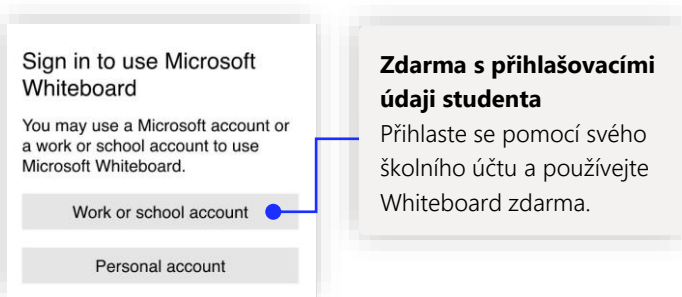 Sign in to use Microsoft
Whiteboard
You may use a Microsoft account or
a work or school account to use
Microsoft Whiteboard.
Work or school account
Personal account
Zdarma s přihlašovacími
údaji studenta
Přihlaste se pomocí svého
školního účtu a používejte
Whiteboard zdarma.